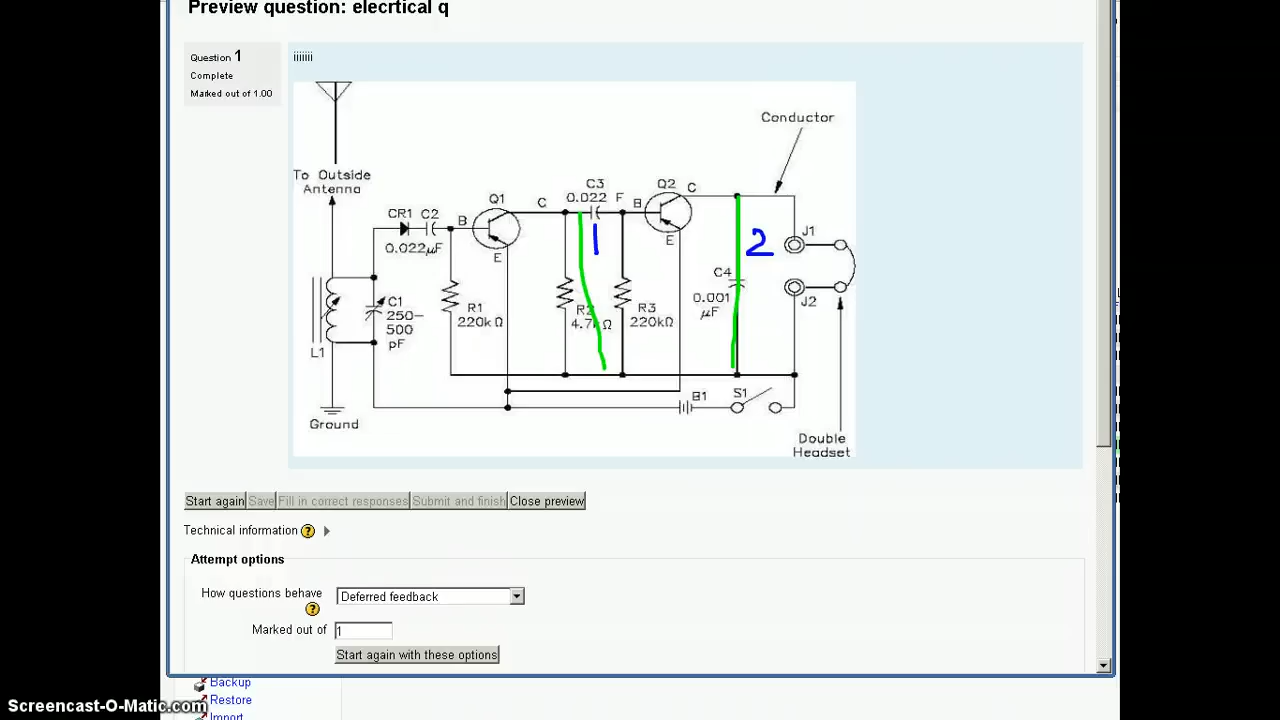 Preview question: elecrtical q
Question 1
Complete
Marked out of 1.00
iiiiiii
Conductor
To Outside
Antenna
CR1 C2
0.022µF
B
Q1
C
E
C3
0.022
F
B
Q2
C
E
1
2
J1
J2
C4
0.001
µF
C1
250-
500
pF
L1
R1
220kΩ
R2
4.7kΩ
R3
220kΩ
B1
S1
Ground
Double
Headset
Start again Save Fill in correct responses Submit and finish Close preview
Technical information ?
Attempt options
How questions behave ? Deferred feedback
Marked out of 1
Start again with these options
Backup
Restore
Import
Screencast-O-Matic.com